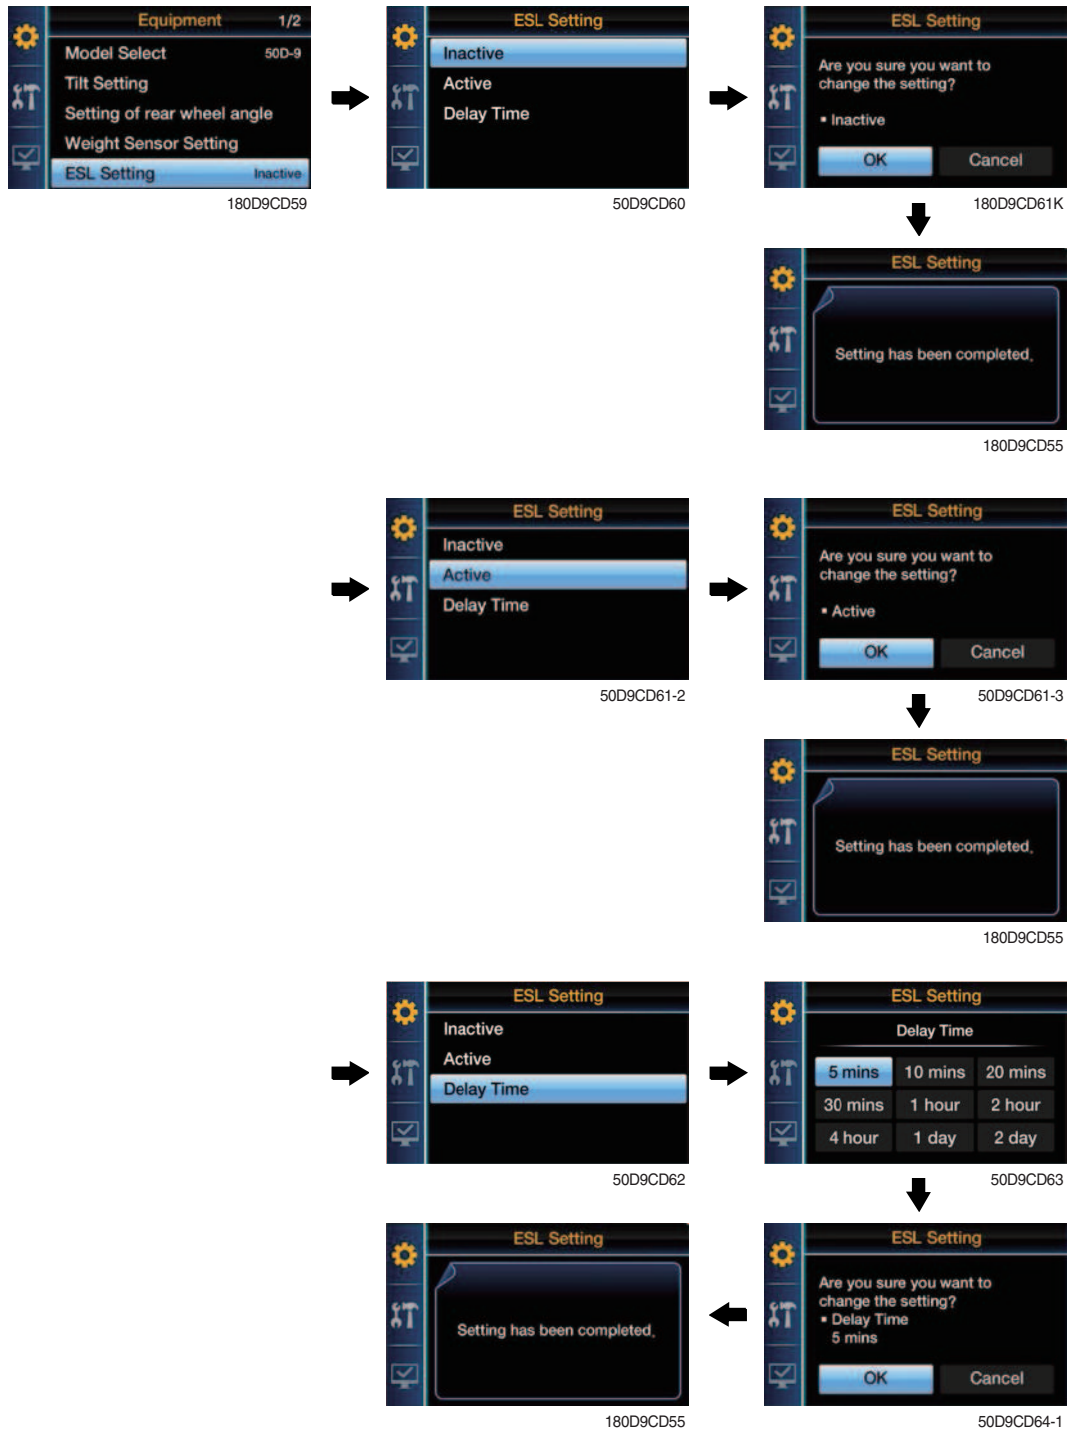 Equipment 1/2
Model Select 50D-9
Tilt Setting
Setting of rear wheel angle
Weight Sensor Setting
ESL Setting Inactive
180D9CD59
ESL Setting
Inactive
Active
Delay Time
50D9CD60
ESL Setting
Are you sure you want to
change the setting?
▪ Inactive
OK Cancel
180D9CD61K
ESL Setting
Setting has been completed.
180D9CD55
ESL Setting
Inactive
Active
Delay Time
50D9CD61-2
ESL Setting
Are you sure you want to
change the setting?
▪ Active
OK Cancel
50D9CD61-3
ESL Setting
Setting has been completed.
180D9CD55
ESL Setting
Inactive
Active
Delay Time
50D9CD62
ESL Setting
Delay Time
5 mins 10 mins 20 mins
30 mins 1 hour 2 hour
4 hour 1 day 2 day
50D9CD63
ESL Setting
Are you sure you want to
change the setting?
▪ Delay Time
5 mins
OK Cancel
50D9CD64-1
ESL Setting
Setting has been completed.
180D9CD55